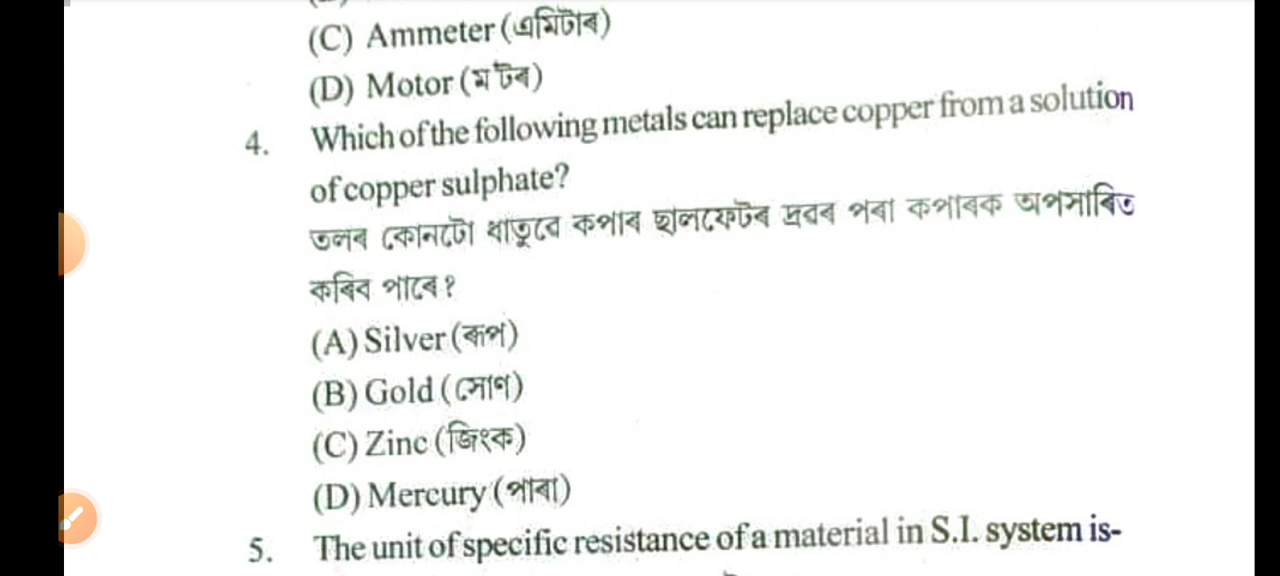 (C) Ammeter (এমিটাৰ)
(D) Motor (মটৰ)
4. Which of the following metals can replace copper from a solution
of copper sulphate?
তলৰ কোনটো ধাতুৱে কপাৰ ছালফেটৰ দ্ৰৱৰ পৰা কপাৰক অপসাৰিত
কৰিব পাৰে?
(A) Silver (ৰূপ)
(B) Gold (সোণ)
(C) Zinc (জিংক)
(D) Mercury (পাৰা)
5. The unit of specific resistance of a material in S.I. system is-